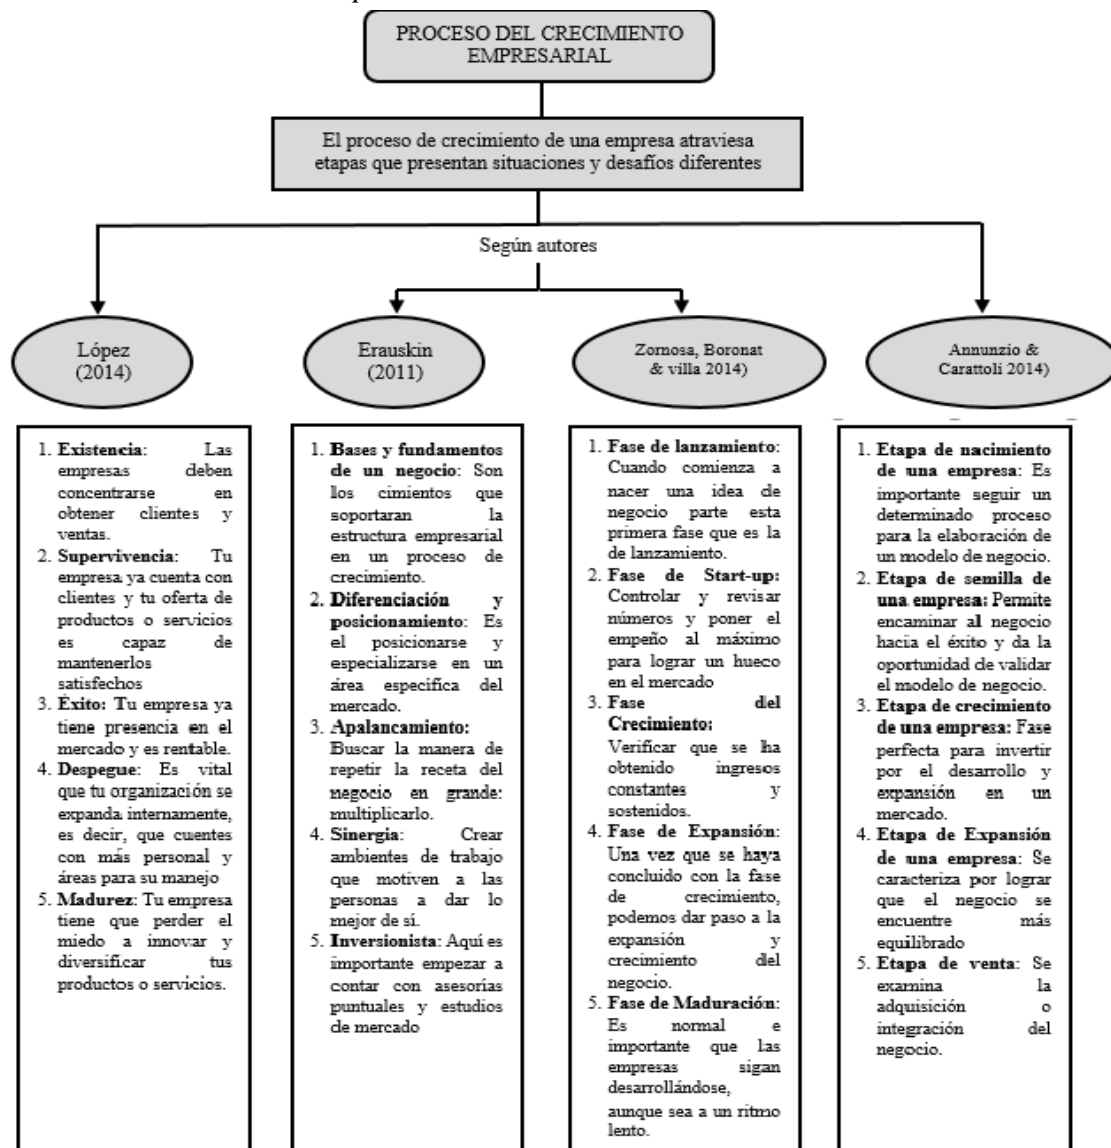 PROCESO DEL CRECIMIENTO
EMPRESARIAL
El proceso de crecimiento de una empresa atraviesa
etapas que presentan situaciones y desafíos diferentes
Según autores
López
(2014)
Erauskin
(2011)
Zornosa, Boronat
& villa 2014)
Annunzio &
Carattoli 2014)
1. Existencia: Las
empresas deben
concentrarse en
obtener clientes y
ventas.
2. Supervivencia: Tu
empresa ya cuenta con
clientes y tu oferta de
productos o servicios
es capaz de
mantenerlos
satisfechos
3. Éxito: Tu empresa ya
tiene presencia en el
mercado y es rentable.
4. Despegue: Es vital
que tu organización se
expanda internamente,
es decir, que cuentes
con más personal y
áreas para su manejo
5. Madurez: Tu empresa
tiene que perder el
miedo a innovar y
diversificar tus
productos o servicios.
1. Bases y fundamentos
de un negocio: Son
los cimientos que
soportaran la
estructura empresarial
en un proceso de
crecimiento.
2. Diferenciación y
posicionamiento: Es
el posicionarse y
especializarse en un
área especifica del
mercado.
3. Apalancamiento:
Buscar la manera de
repetir la receta del
negocio en grande:
multiplicarlo.
4. Sinergia: Crear
ambientes de trabajo
que motiven a las
personas a dar lo
mejor de sí.
5. Inversionista: Aquí es
importante empezar a
contar con asesorías
puntuales y estudios
de mercado
1. Fase de lanzamiento:
Cuando comienza a
nacer una idea de
negocio parte esta
primera fase que es la
de lanzamiento.
2. Fase de Start-up:
Controlar y revisar
números y poner el
empeño al máximo
para lograr un hueco
en el mercado
3. Fase del
Crecimiento:
Verificar que se ha
obtenido ingresos
constantes y
sostenidos.
4. Fase de Expansión:
Una vez que se haya
concluido con la fase
de crecimiento,
podemos dar paso a la
expansión y
crecimiento del
negocio.
5. Fase de Maduración:
Es normal e
importante que las
empresas sigan
desarrollándose,
aunque sea a un ritmo
lento.
1. Etapa de nacimiento
de una empresa: Es
importante seguir un
determinado proceso
para la elaboración de
un modelo de negocio.
2. Etapa de semilla de
una empresa: Permite
encaminar al negocio
hacia el éxito y da la
oportunidad de validar
el modelo de negocio.
3. Etapa de crecimiento
de una empresa: Fase
perfecta para invertir
por el desarrollo y
expansión en un
mercado.
4. Etapa de Expansión
de una empresa: Se
caracteriza por lograr
que el negocio se
encuentre más
equilibrado
5. Etapa de venta: Se
examina la
adquisición o
integración del
negocio.